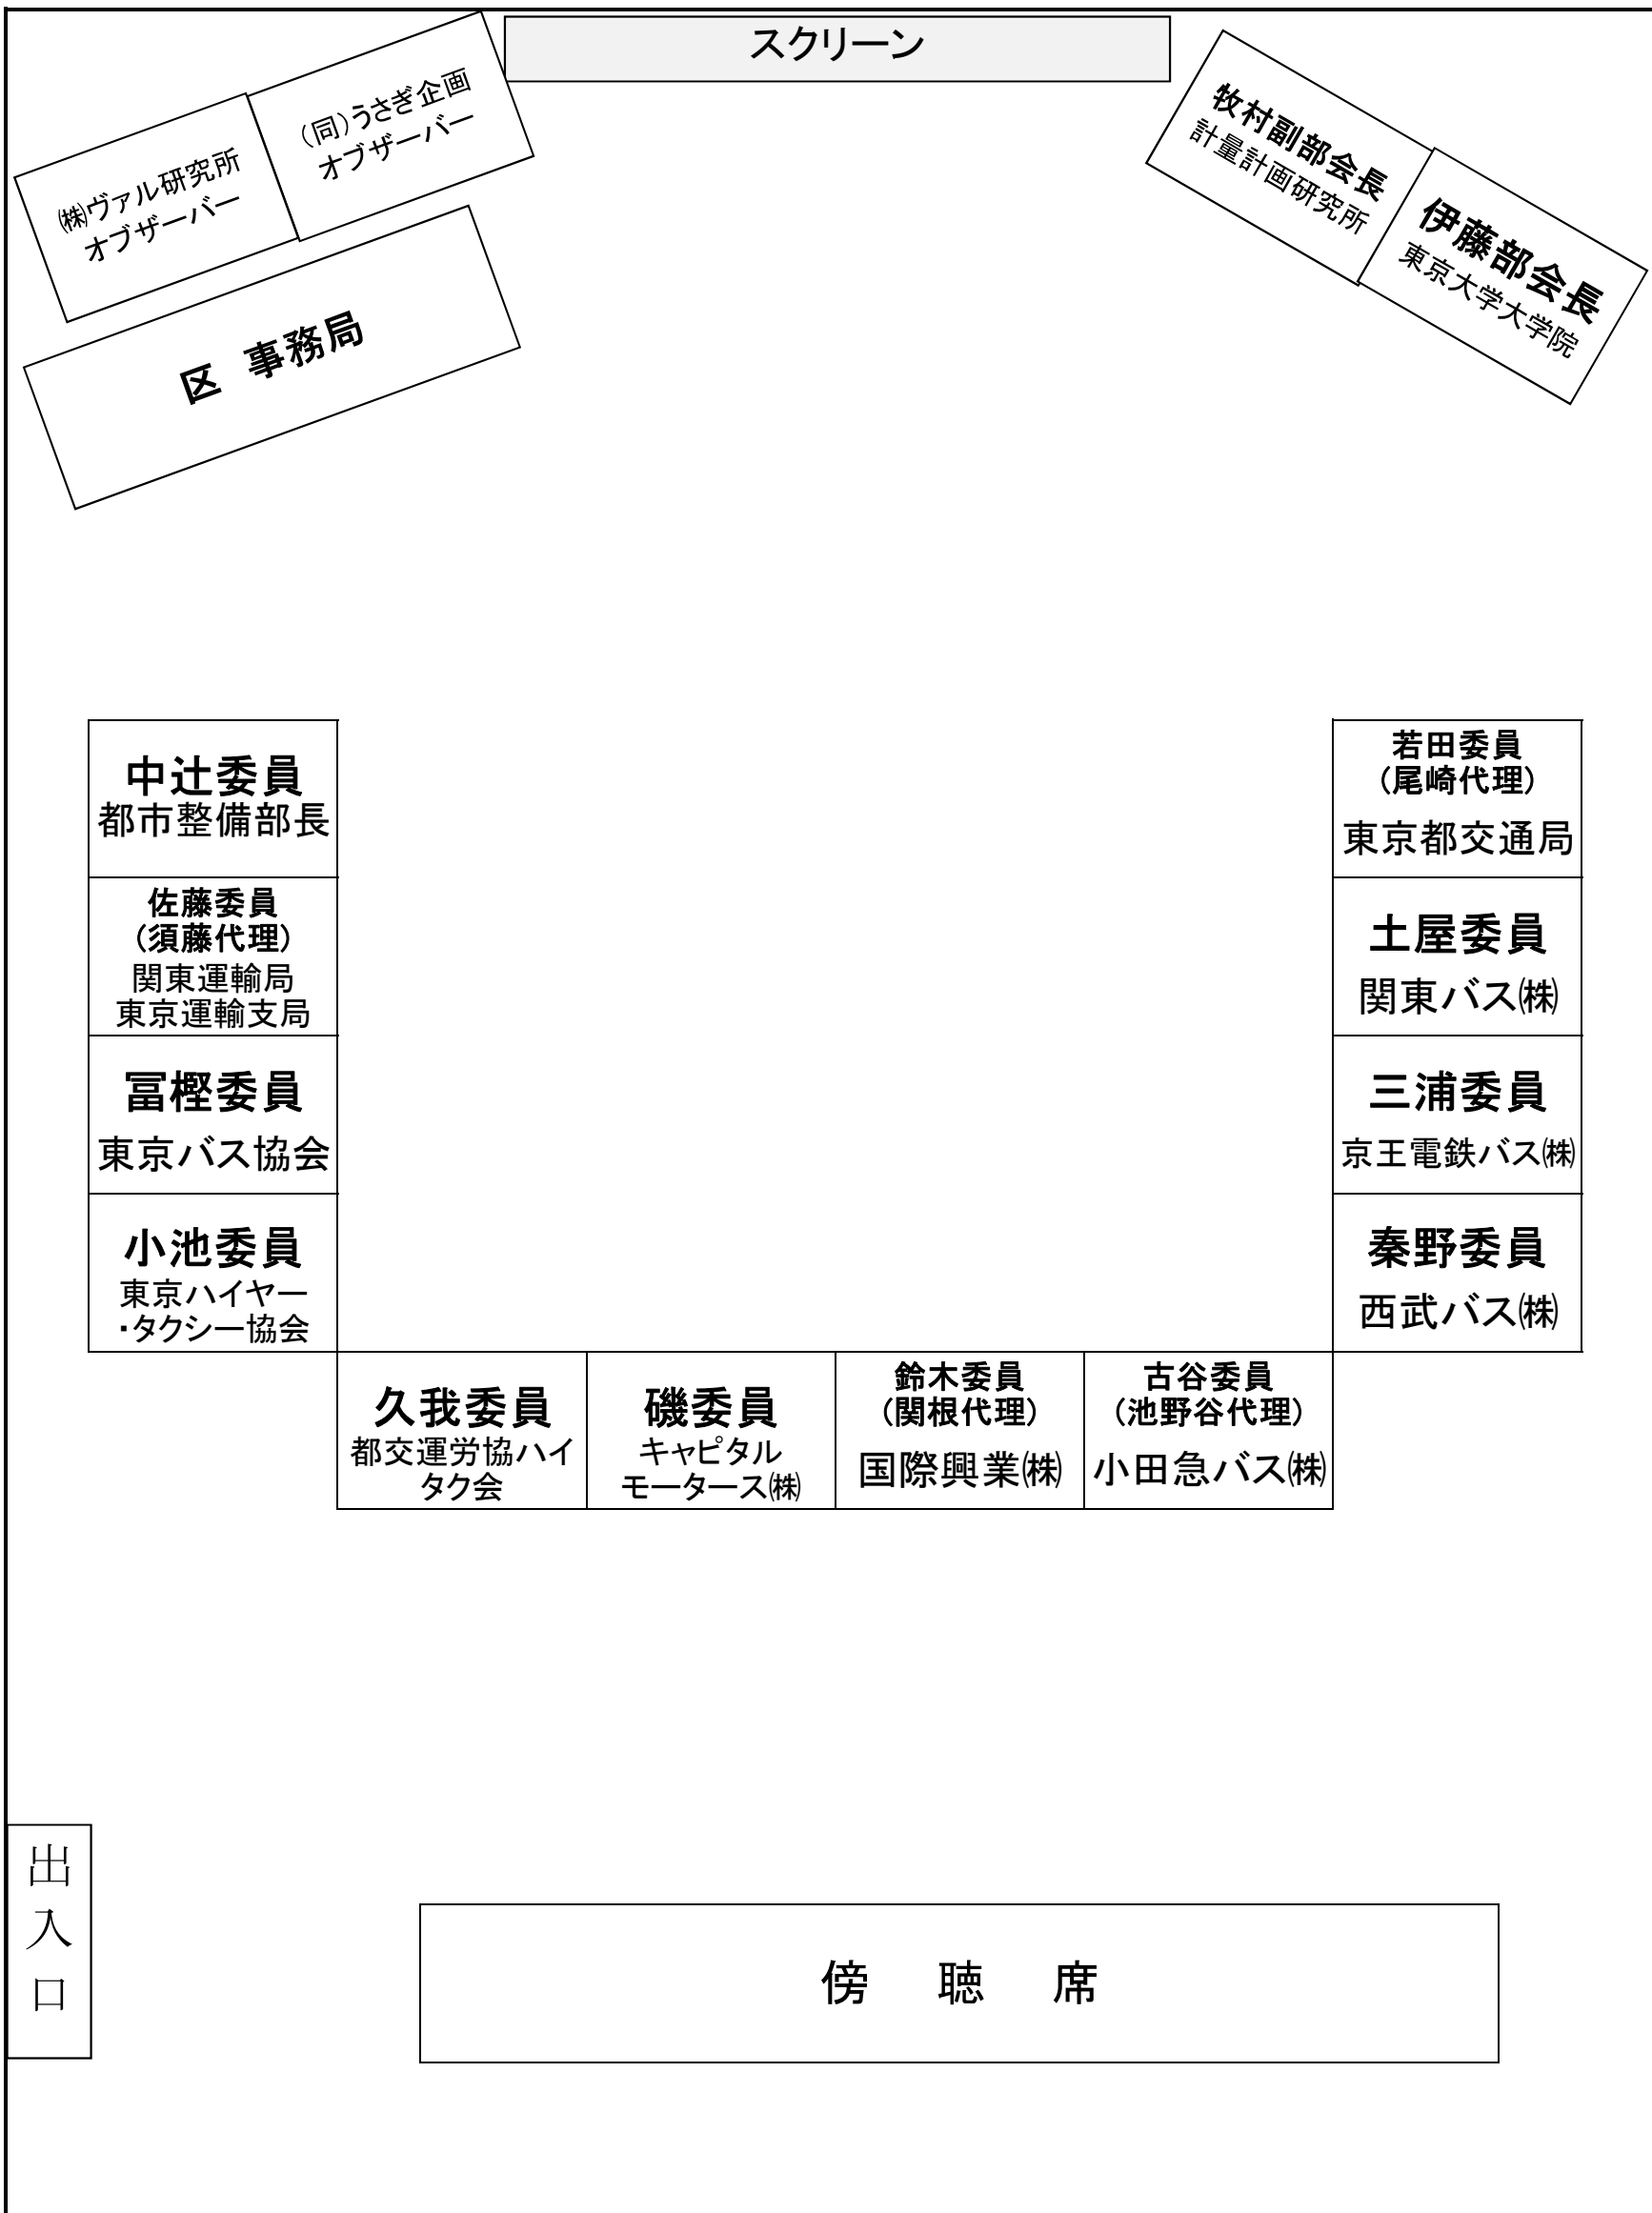 スクリーン
(同)うさぎ企画
オブザーバー
㈱ヴァル研究所
オブザーバー
区 事務局
牧村副部会長
計量計画研究所
伊藤部会長
東京大学大学院
中辻委員
都市整備部長
佐藤委員
(須藤代理)
関東運輸局
東京運輸支局
冨樫委員
東京バス協会
小池委員
東京ハイヤー
・タクシー協会
若田委員
(尾崎代理)
東京都交通局
土屋委員
関東バス㈱
三浦委員
京王電鉄バス㈱
秦野委員
西武バス㈱
久我委員
都交運労協ハイ
タク会
磯委員
キャピタル
モータース㈱
鈴木委員
(関根代理)
国際興業㈱
古谷委員
(池野谷代理)
小田急バス㈱
出
入
口
傍 聴 席